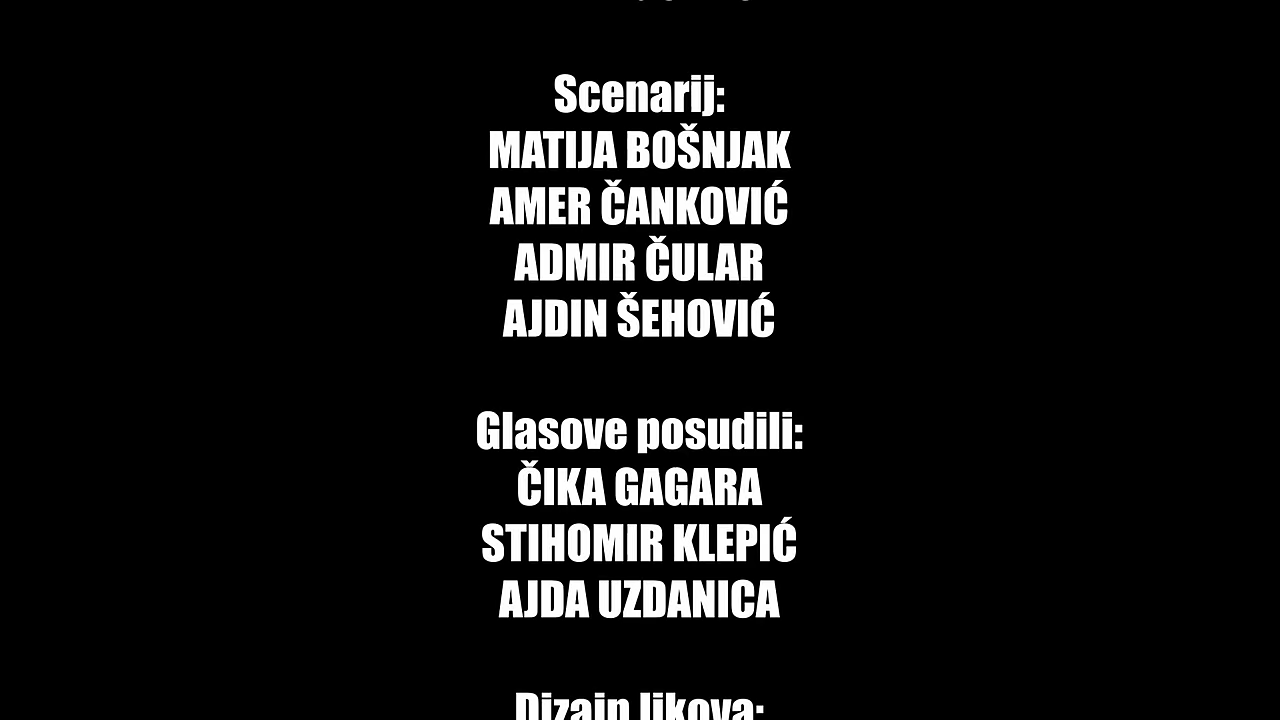 Scenarij:
MATIJA BOŠNJAK
AMER ČANKOVIĆ
ADMIR ČULAR
AJDIN ŠEHOVIĆ
Glasove posudili:
ČIKA GAGARA
STIHOMIR KLEPIĆ
AJDA UZDANICA
Dizajn likova: